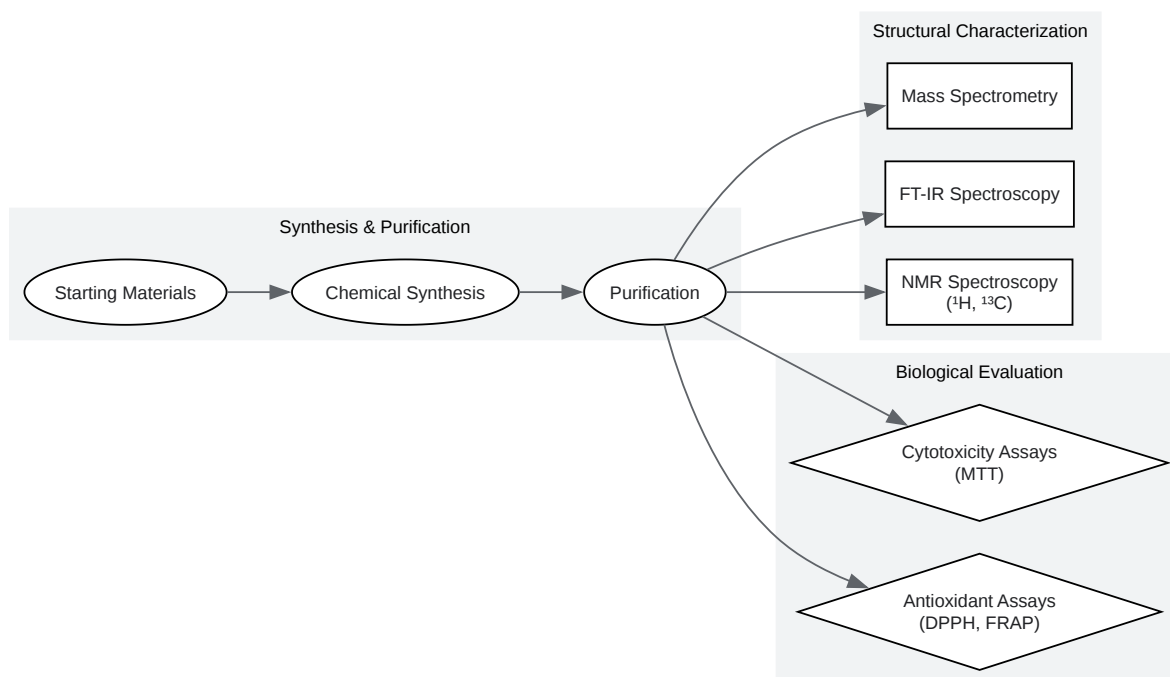 Structural Characterization
Mass Spectrometry
FT-IR Spectroscopy
Synthesis & Purification
Starting Materials
Chemical Synthesis
Purification
NMR Spectroscopy
(¹H, ¹³C)
Biological Evaluation
Cytotoxicity Assays
(MTT)
Antioxidant Assays
(DPPH, FRAP)